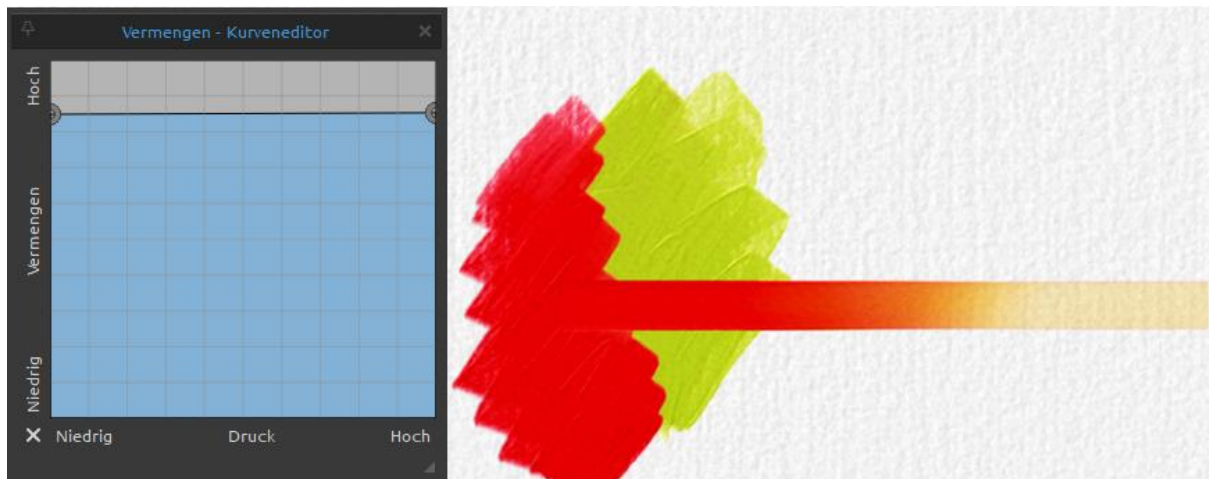 Vermengen - Kurveneditor
Hoch
Vermengen
Niedrig
Niedrig Druck Hoch